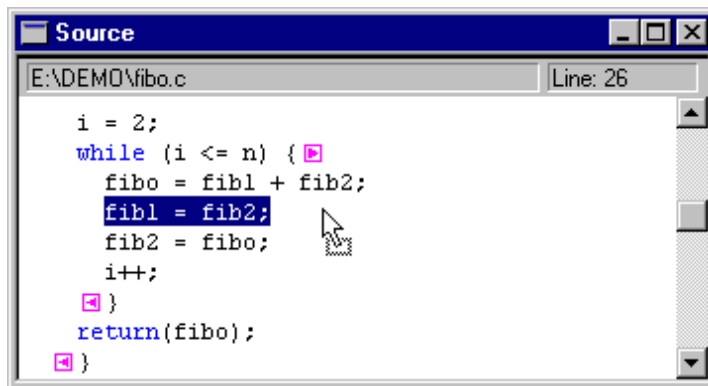 Source
E:\DEMO\fibo.c Line: 26
i = 2;
while (i <= n) {
fibo = fib1 + fib2;
fib1 = fib2;
fib2 = fibo;
i++;
}
return(fibo);
}